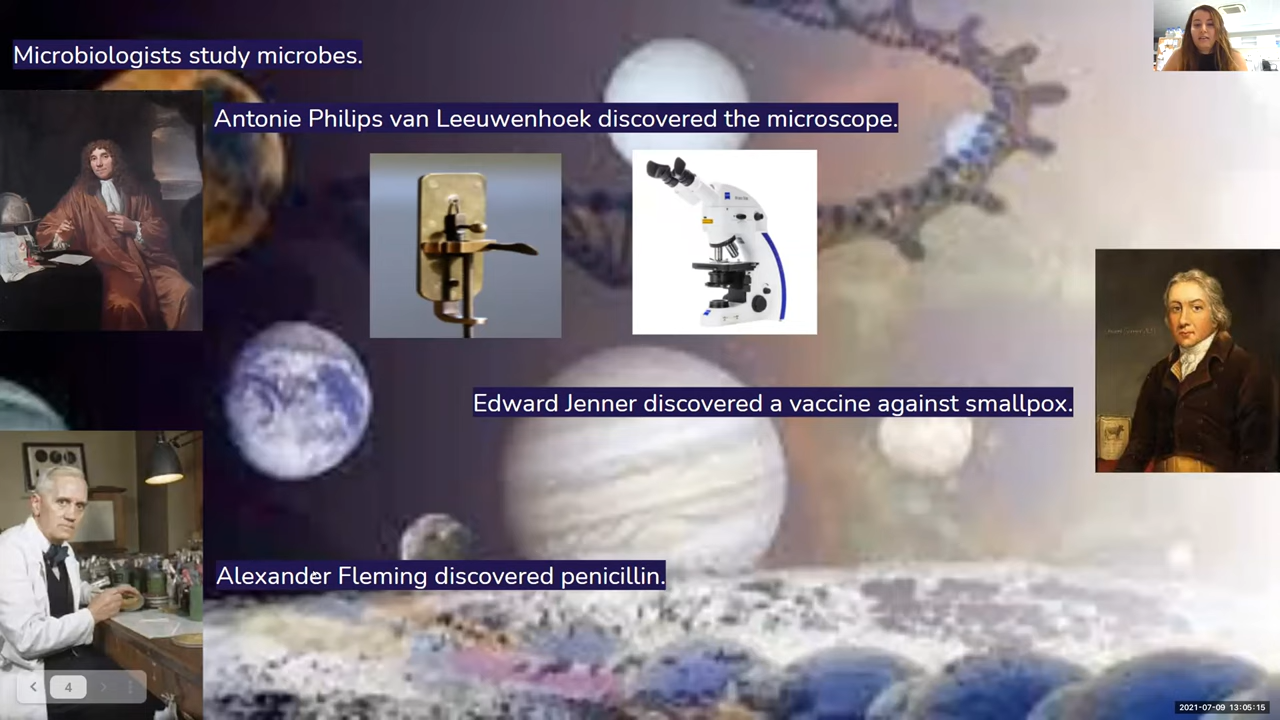 Microbiologists study microbes.
Antonie Philips van Leeuwenhoek discovered the microscope.
Edward Jenner discovered a vaccine against smallpox.
Alexander Fleming discovered penicillin.
4
2021-07-09 13:05:15